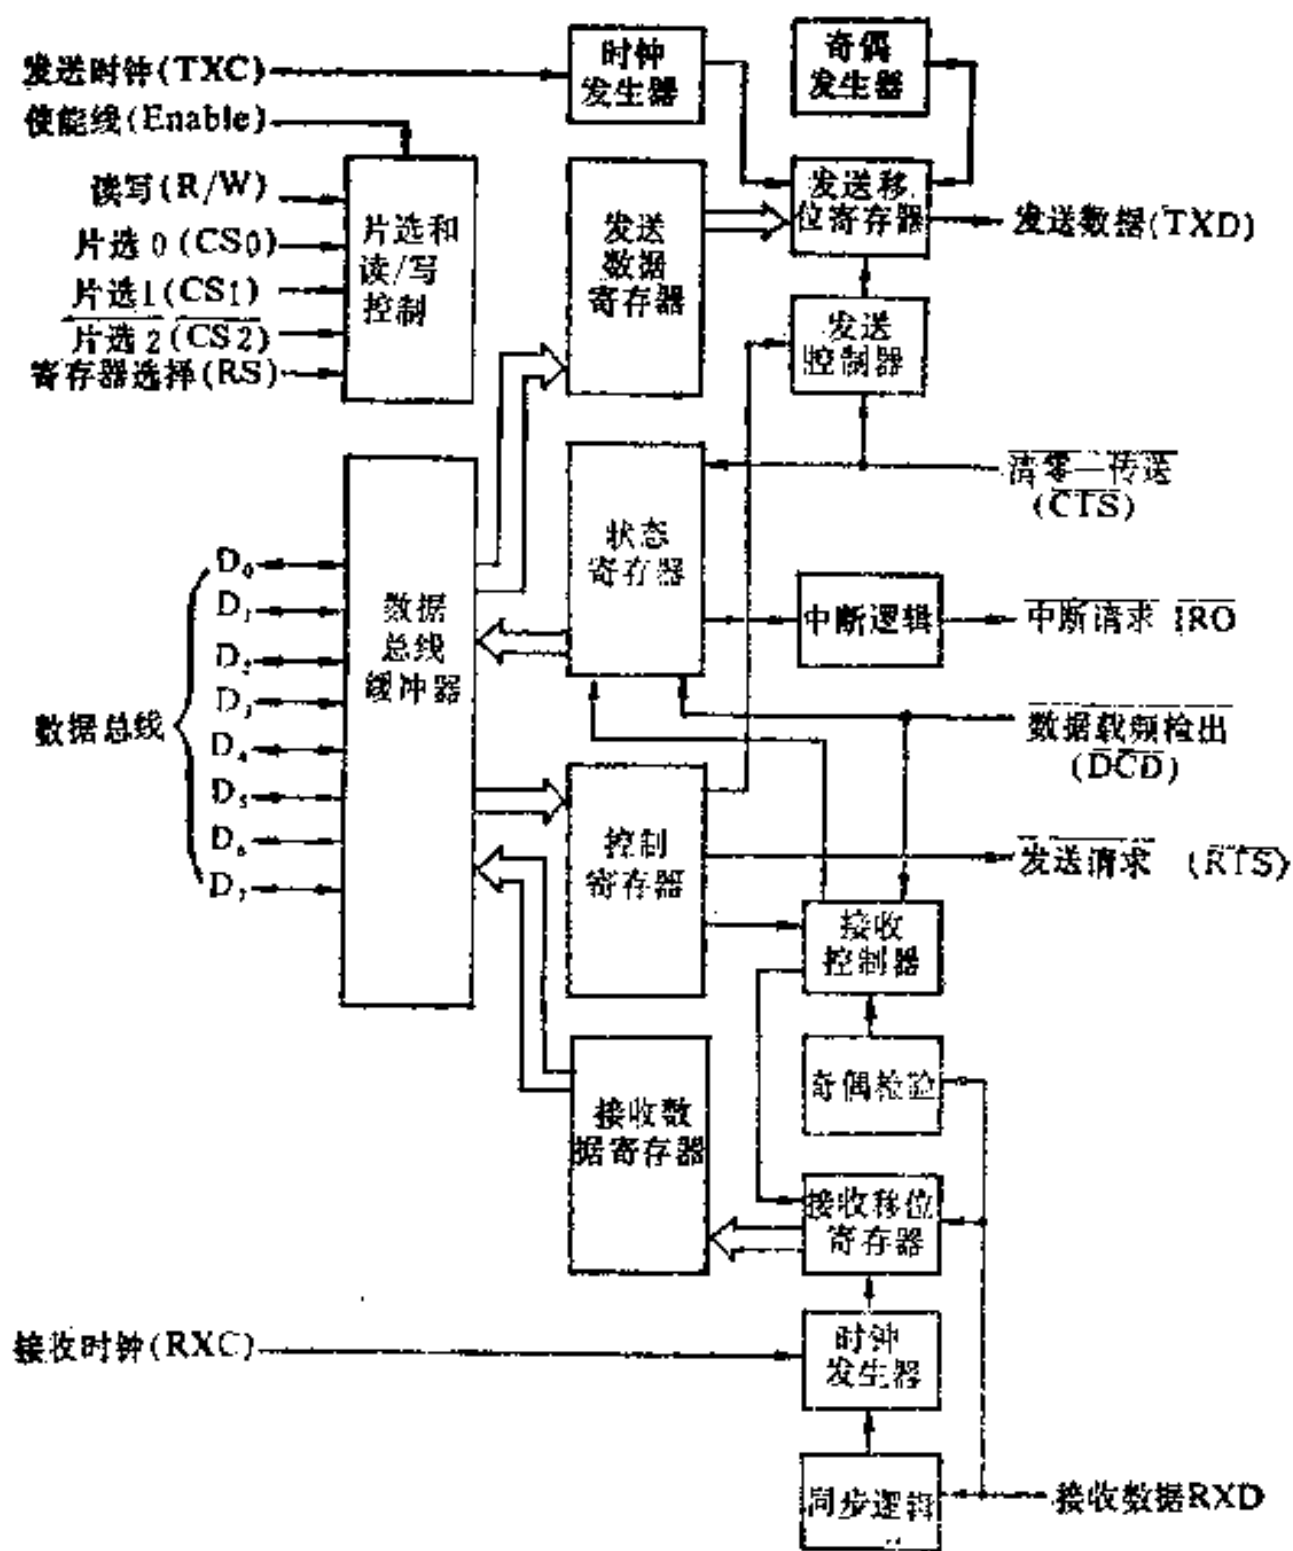 发送时钟(TXC)
使能线(Enable)
读写(R/W)
片选0(CS0)
片选1(CS1)
片选2(CS2)
寄存器选择(RS)
片选和
读/写
控制
时钟
发生器
奇偶
发生器
发送
数据
寄存器
发送移
位寄存器
发送数据(TXD)
发送
控制器
清零—传送
(CTS)
状态
寄存器
中断逻辑
中断请求 IRO
数据载频检出
(DCD)
数据总线
D0
D1
D2
D3
D4
D5
D6
D7
数据
总线
缓冲器
控制
寄存器
发送请求 (RTS)
接收
控制器
奇偶检验
接收数
据寄存器
接收移位
寄存器
接收时钟(RXC)
时钟
发生器
同步逻辑
接收数据RXD